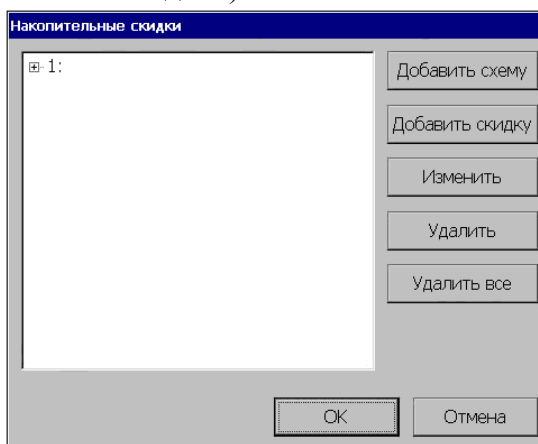 Накопительные скидки
1:
Добавить схему
Добавить скидку
Изменить
Удалить
Удалить все
OK
Отмена